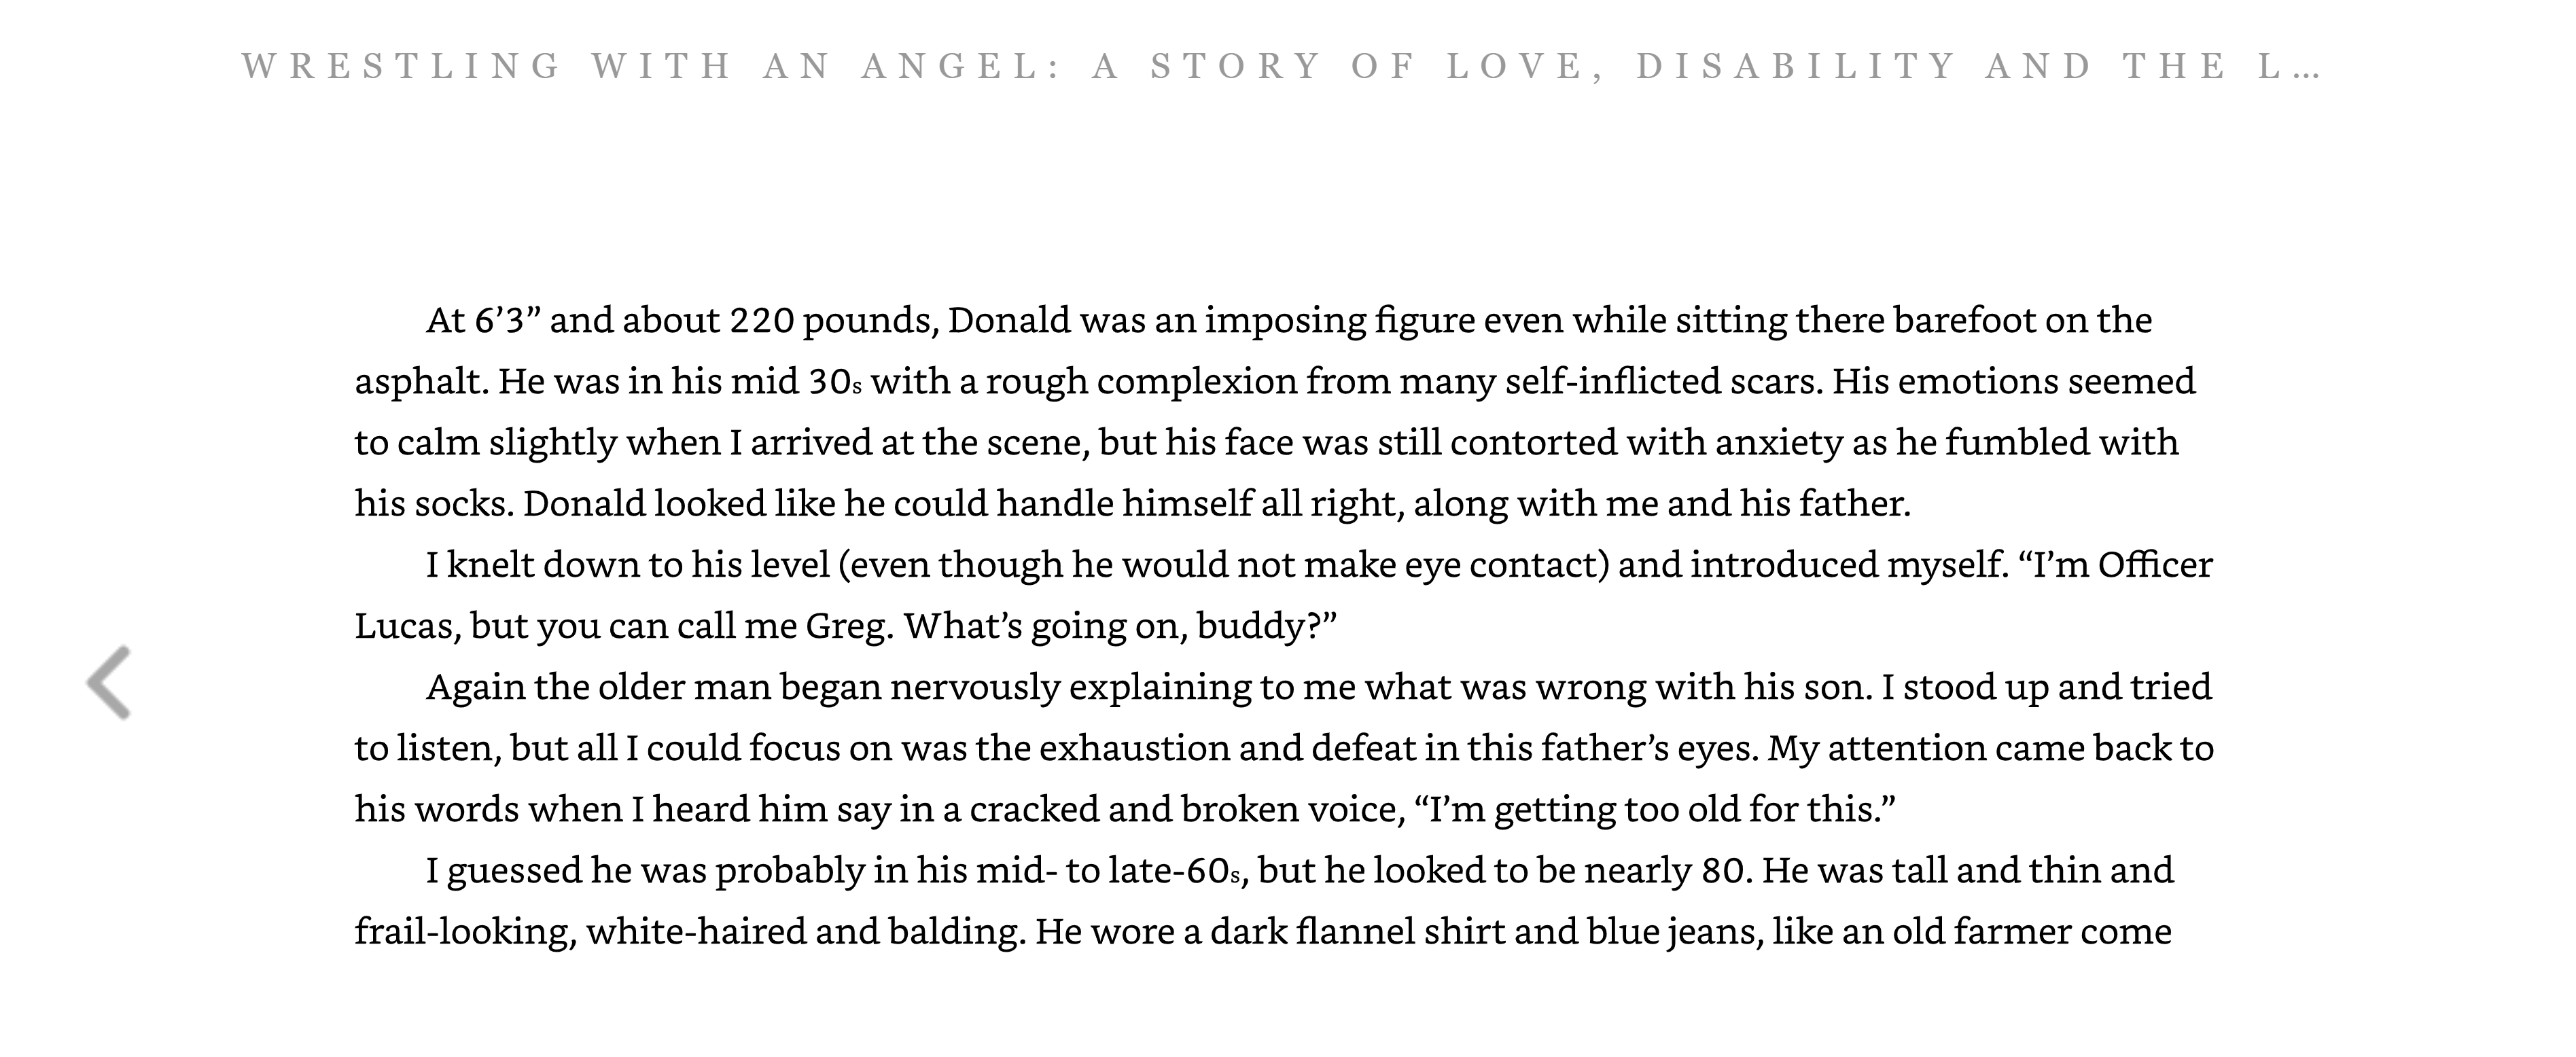 WRESTLING WITH AN ANGEL: A STORY OF LOVE, DISABILITY AND THE L…
At 6’3” and about 220 pounds, Donald was an imposing figure even while sitting there barefoot on the
asphalt. He was in his mid 30s with a rough complexion from many self-inflicted scars. His emotions seemed
to calm slightly when I arrived at the scene, but his face was still contorted with anxiety as he fumbled with
his socks. Donald looked like he could handle himself all right, along with me and his father.
I knelt down to his level (even though he would not make eye contact) and introduced myself. “I’m Officer
Lucas, but you can call me Greg. What’s going on, buddy?”
Again the older man began nervously explaining to me what was wrong with his son. I stood up and tried
to listen, but all I could focus on was the exhaustion and defeat in this father’s eyes. My attention came back to
his words when I heard him say in a cracked and broken voice, “I’m getting too old for this.”
I guessed he was probably in his mid- to late-60s, but he looked to be nearly 80. He was tall and thin and
frail-looking, white-haired and balding. He wore a dark flannel shirt and blue jeans, like an old farmer come